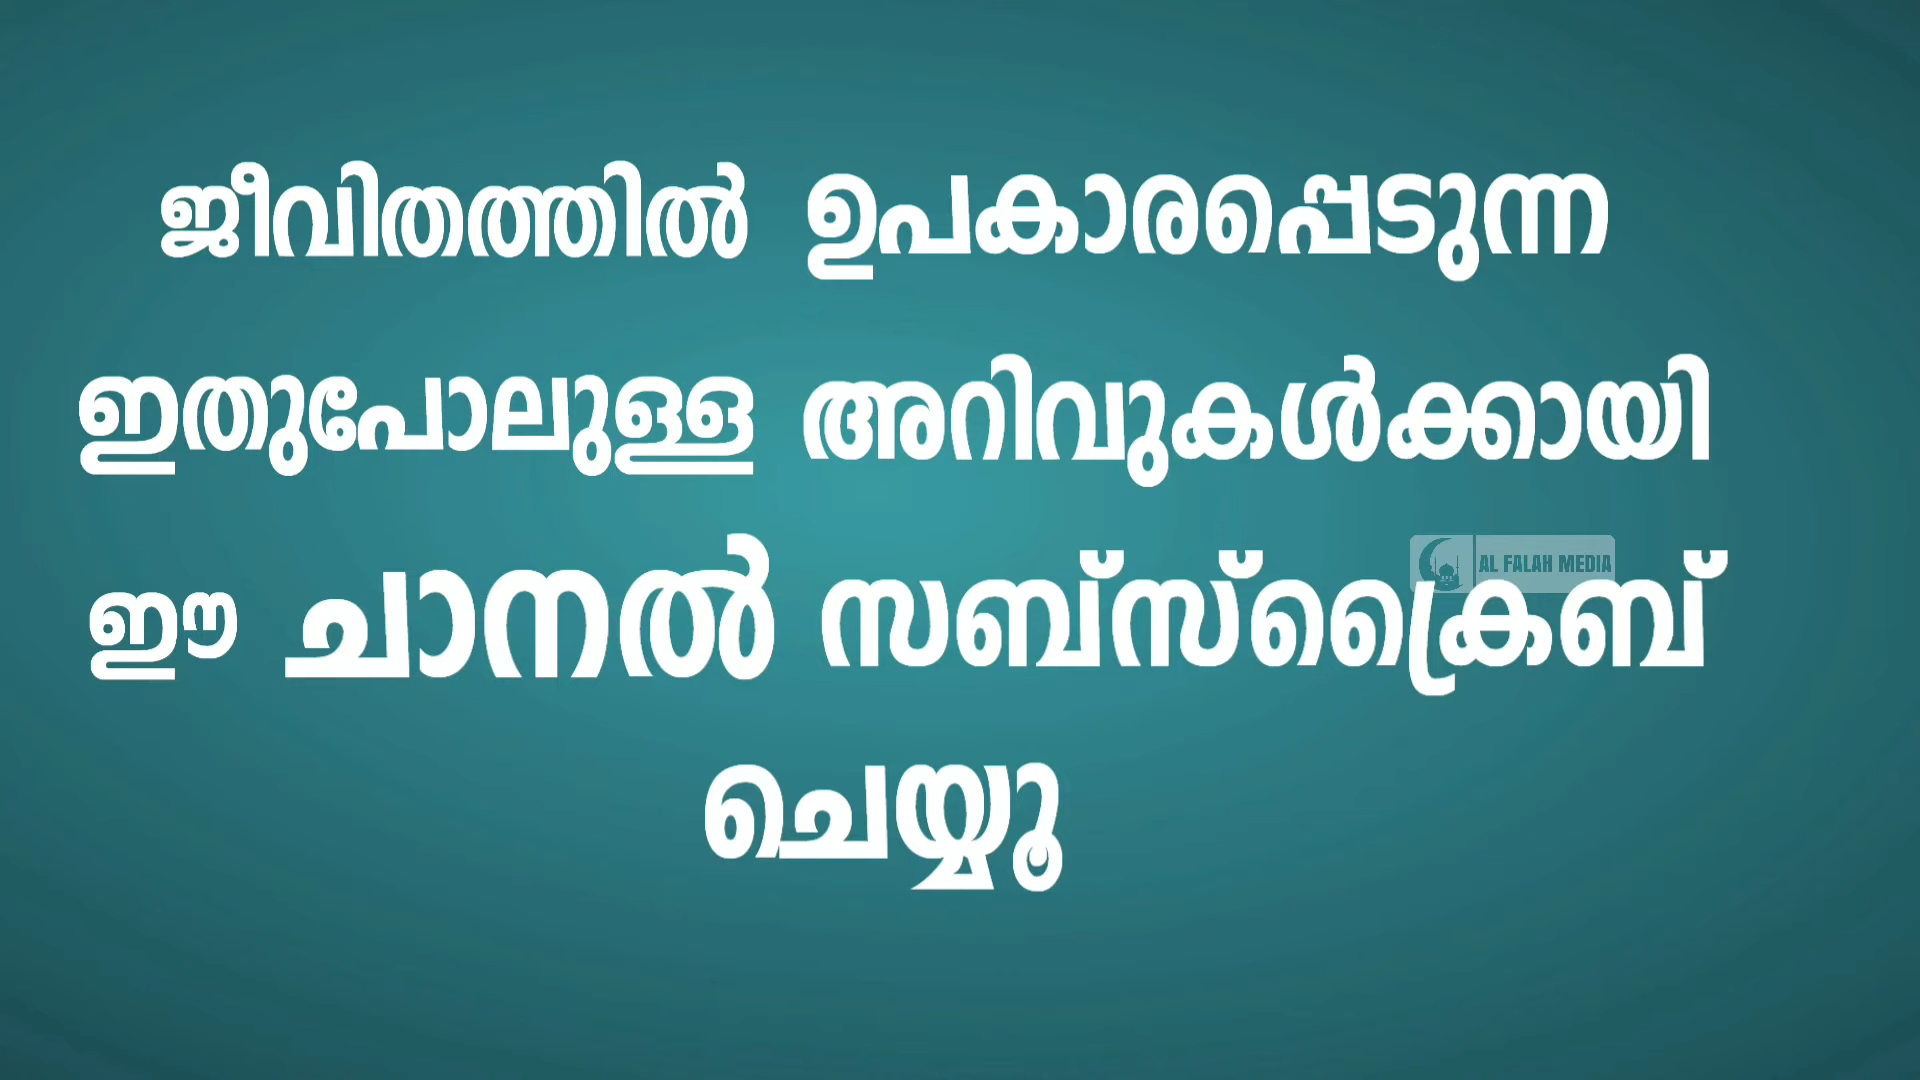 ജീവിതത്തിൽ ഉപകാരപ്പെടുന്ന
ഇതുപോലുള്ള അറിവുകൾക്കായി
AL FALAH MEDIA
ഈ ചാനൽ സബ്സ്ക്രൈബ്
ചെയ്യൂ